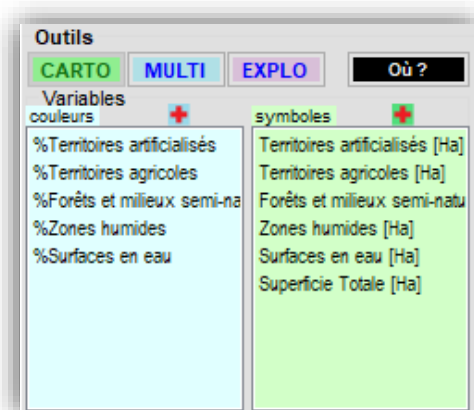 Outils
CARTO MULTI EXPLO Où ?
Variables
couleurs symboles
%Territoires artificialisés
%Territoires agricoles
%Forêts et milieux semi-na
%Zones humides
%Surfaces en eau
Territoires artificialisés [Ha]
Territoires agricoles [Ha]
Forêts et milieux semi-natu
Zones humides [Ha]
Surfaces en eau [Ha]
Superficie Totale [Ha]